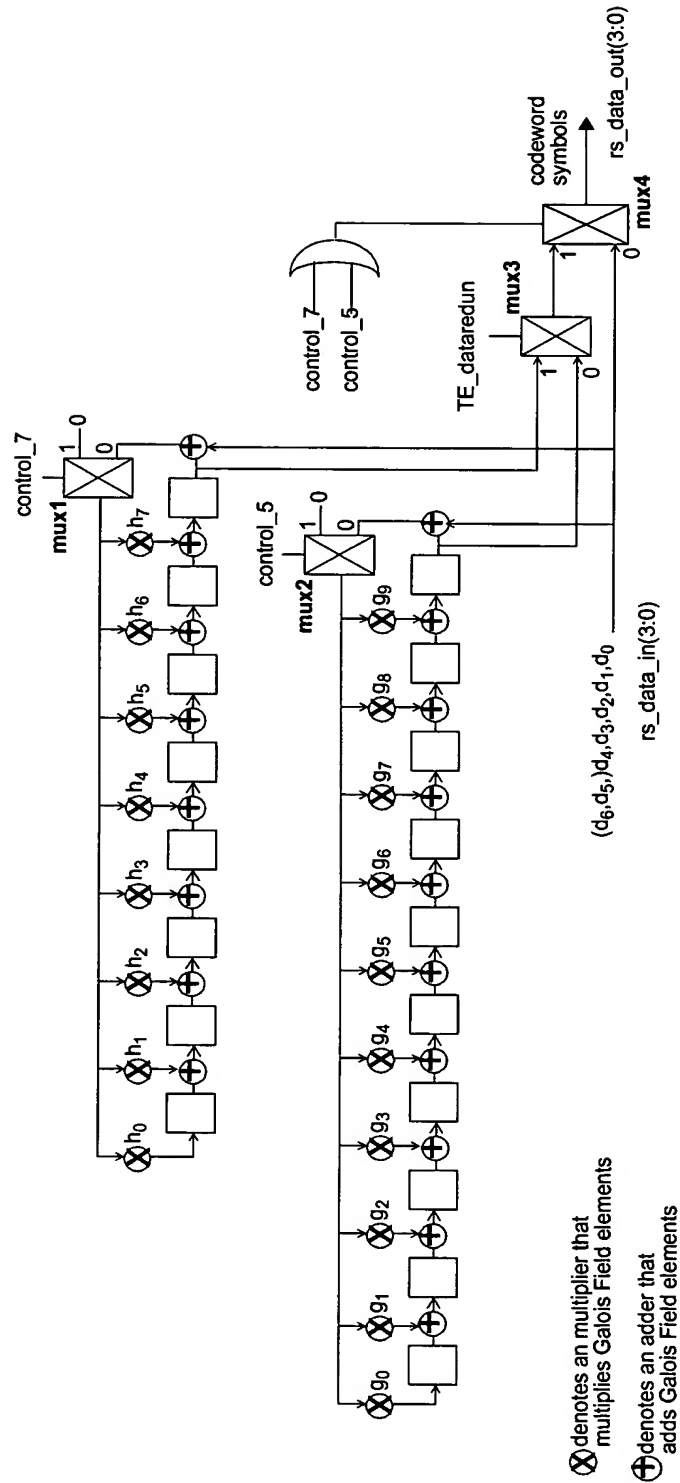 control_7
1
0
0
mux1
h0
h1
h2
h3
h4
h5
h6
h7
control_5
1
0
0
mux2
g0
g1
g2
g3
g4
g5
g6
g7
g8
g9
control_7
control_5
TE_dataredun
mux3
1
0
codeword
symbols
1
0
mux4
rs_data_out(3:0)
(d6,d5,)d4,d3,d2,d1,d0
rs_data_in(3:0)
denotes an multiplier that
multiplies Galois Field elements
denotes an adder that
adds Galois Field elements